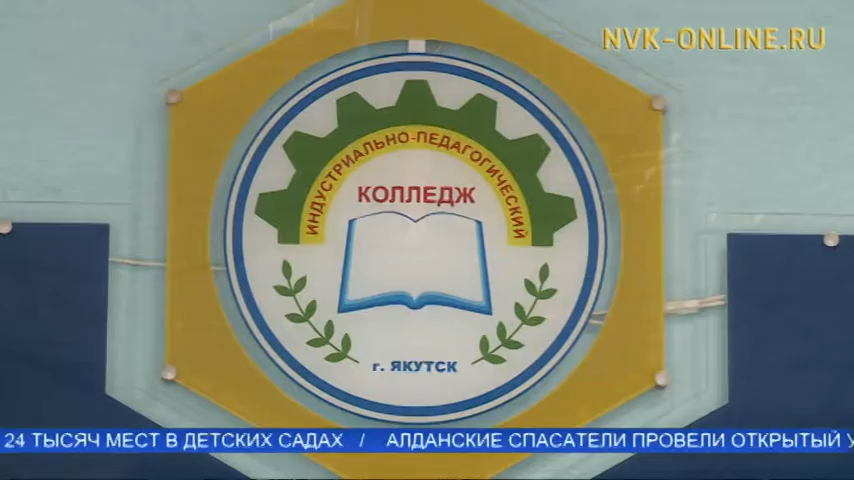 NVK-ONLINE.RU
ИНДУСТРИАЛЬНО-ПЕДАГОГИЧЕСКИЙ
КОЛЛЕДЖ
г. ЯКУТСК
24 ТЫСЯЧ МЕСТ В ДЕТСКИХ САДАХ / АЛДАНСКИЕ СПАСАТЕЛИ ПРОВЕЛИ ОТКРЫТЫЙ